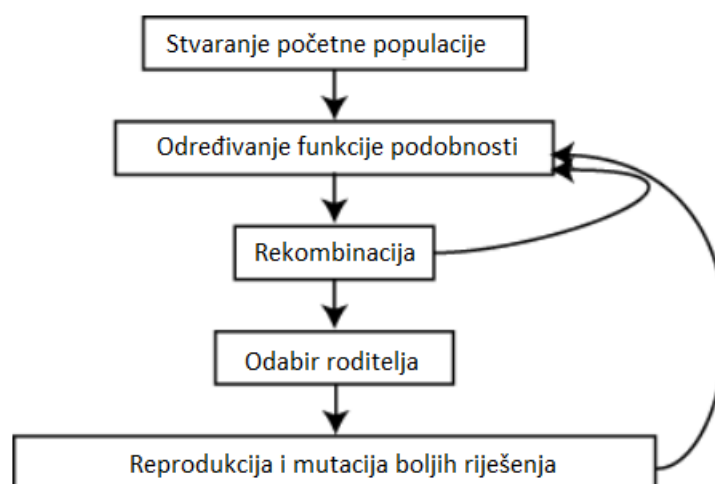 Stvaranje početne populacije
Određivanje funkcije podobnosti
Rekombinacija
Odabir roditelja
Reprodukcija i mutacija boljih riješenja